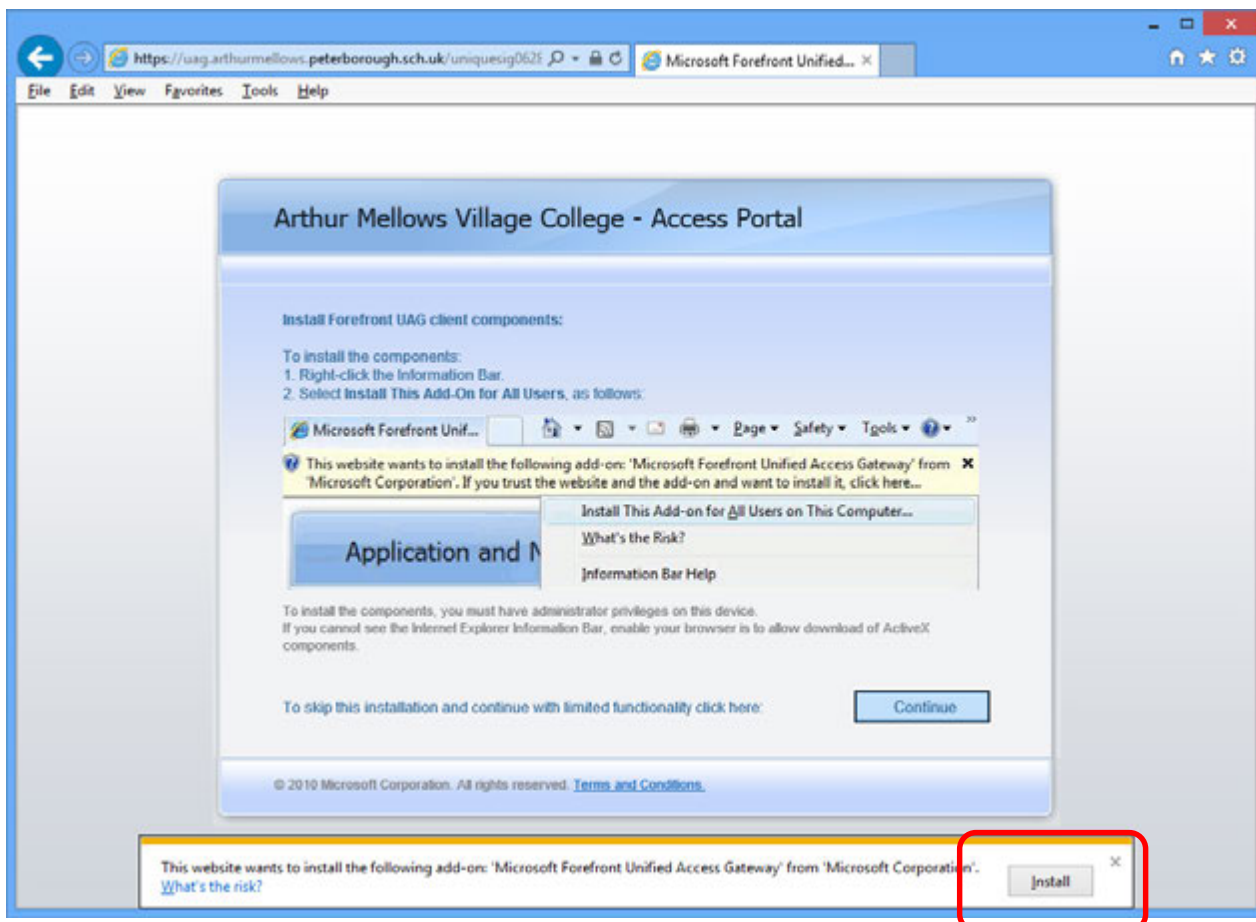 https://uag.arthurmellows.peterborough.sch.uk/uniquesig0628
Microsoft Forefront Unified...
File Edit View Favorites Tools Help
Arthur Mellows Village College - Access Portal
Install Forefront UAG client components:
To install the components:
1. Right-click the Information Bar.
2. Select Install This Add-On for All Users, as follows:
Microsoft Forefront Unif... Page Safety Tools
This website wants to install the following add-on: 'Microsoft Forefront Unified Access Gateway' from
'Microsoft Corporation'. If you trust the website and the add-on and want to install it, click here...
Install This Add-on for All Users on This Computer...
Application and N
What's the Risk?
Information Bar Help
To install the components, you must have administrator privileges on this device.
If you cannot see the Internet Explorer Information Bar, enable your browser is to allow download of ActiveX
components.
To skip this installation and continue with limited functionality click here:
Continue
© 2010 Microsoft Corporation. All rights reserved. Terms and Conditions.
This website wants to install the following add-on: 'Microsoft Forefront Unified Access Gateway' from 'Microsoft Corporation'.
What's the risk?
Install